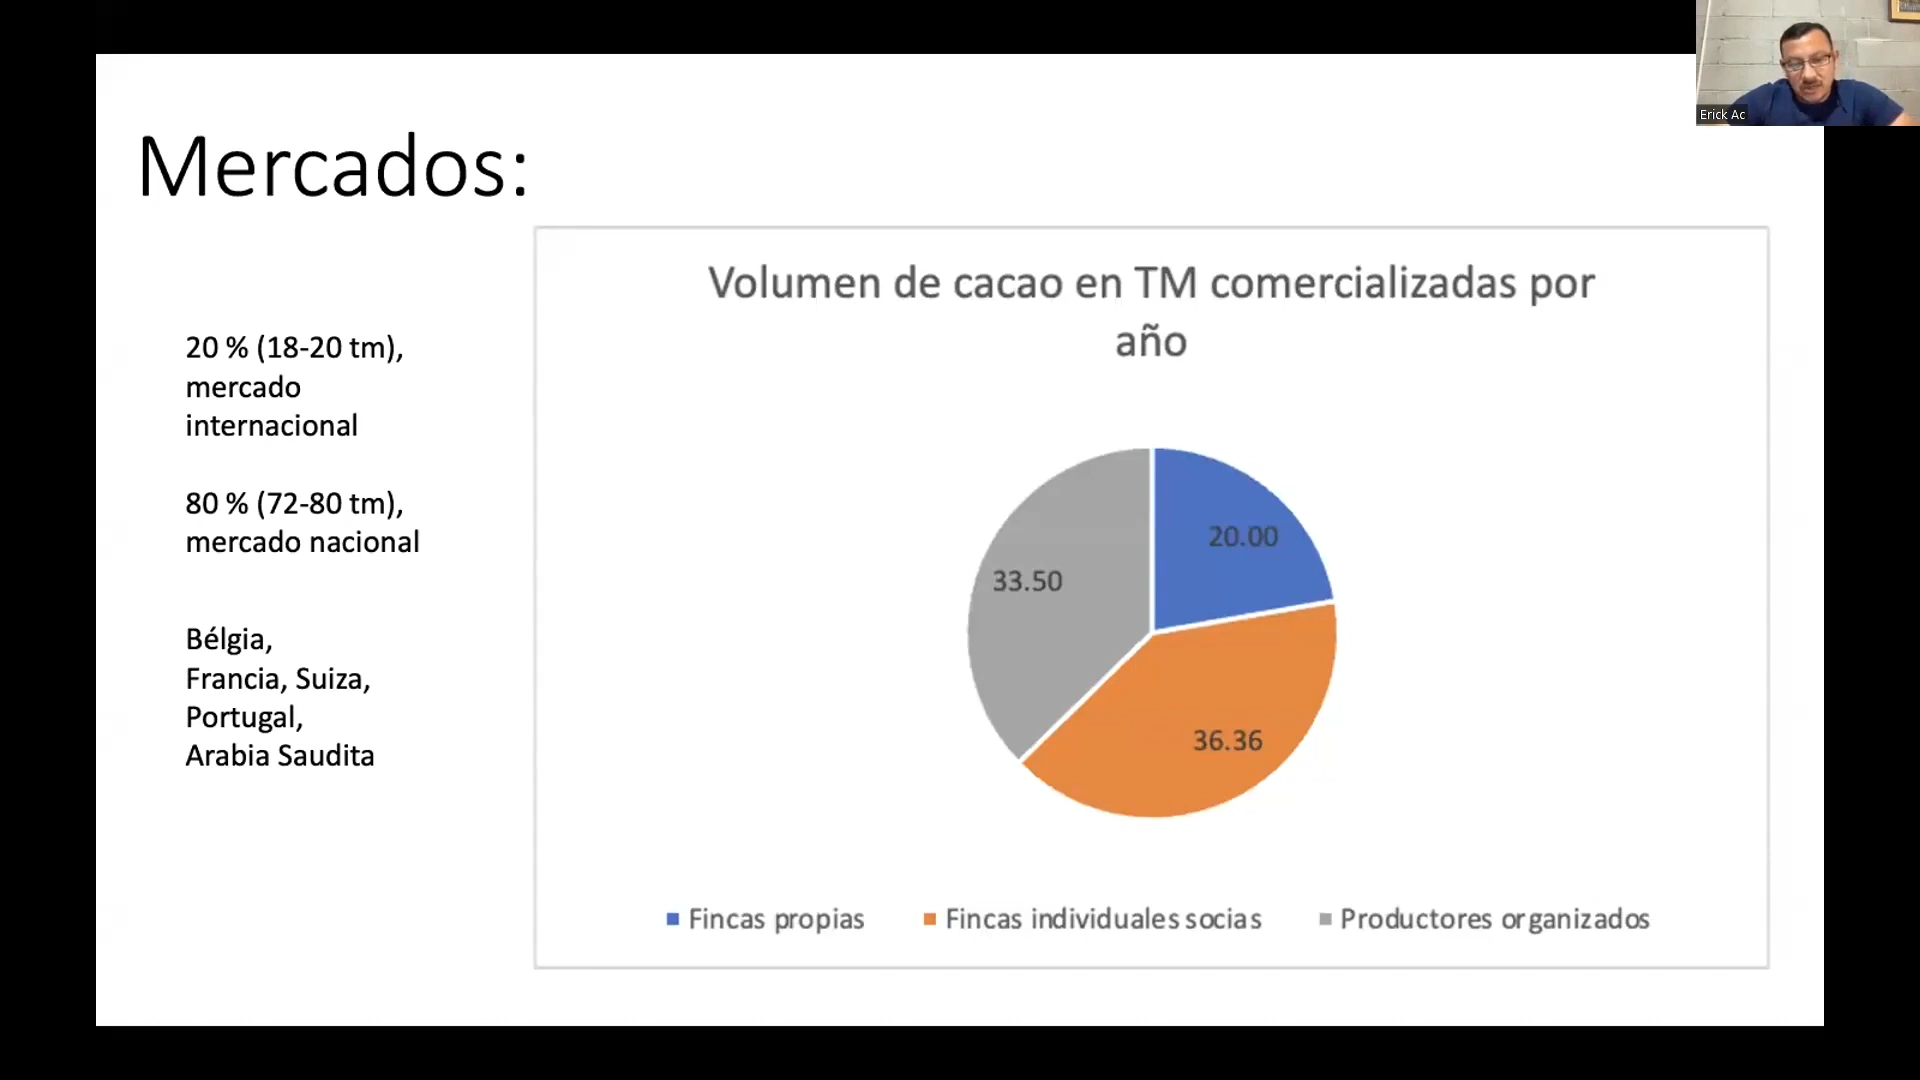 Erick Ac
Mercados:
20 % (18-20 tm),
mercado
internacional
80 % (72-80 tm),
mercado nacional
Bélgia,
Francia, Suiza,
Portugal,
Arabia Saudita
Volumen de cacao en TM comercializadas por
año
20.00
33.50
36.36
Fincas propias
Fincas individuales socias
Productores organizados